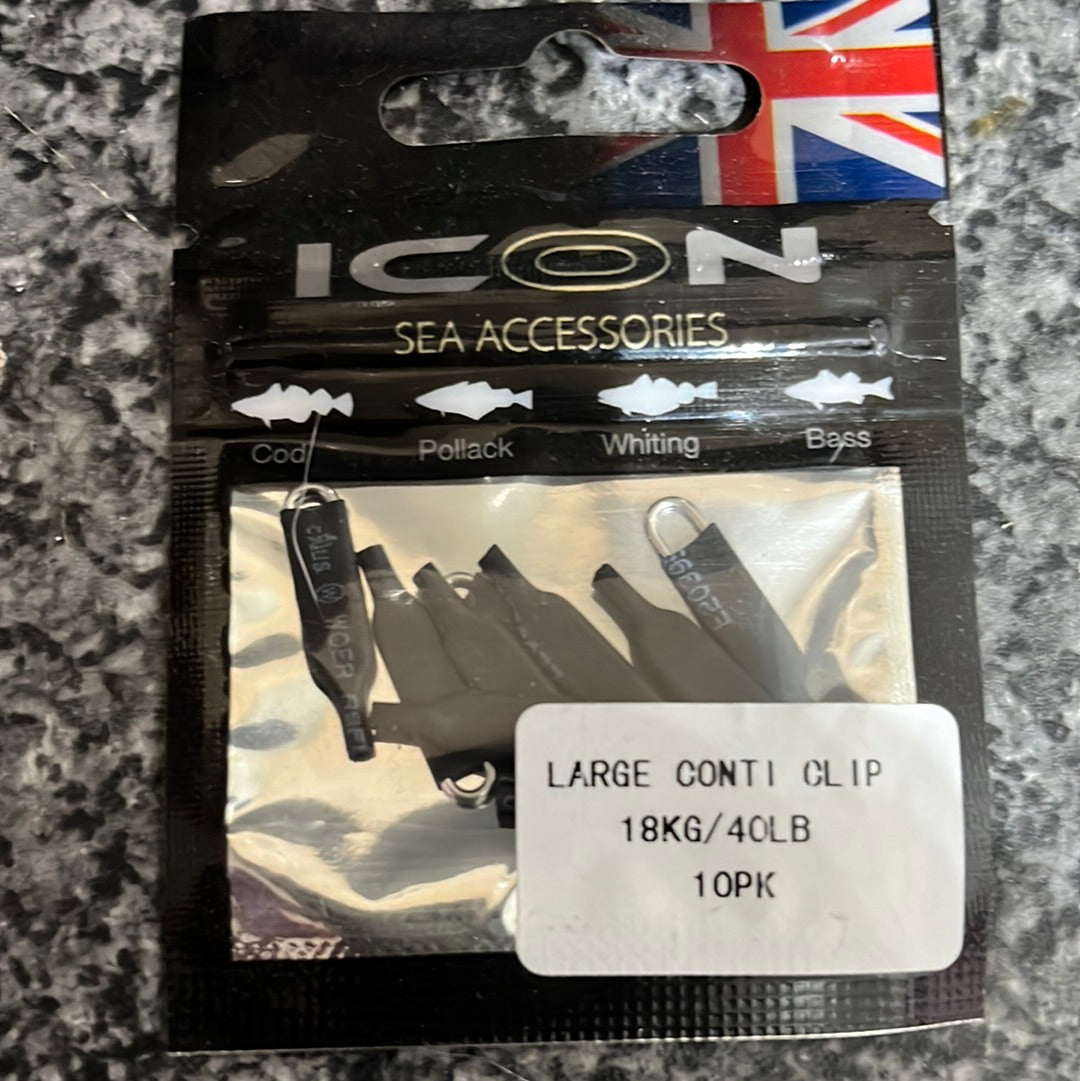 ICON
SEA ACCESSORIES
Cod Pollack Whiting Bass
LARGE CONTI CLIP
18KG/40LB
10PK